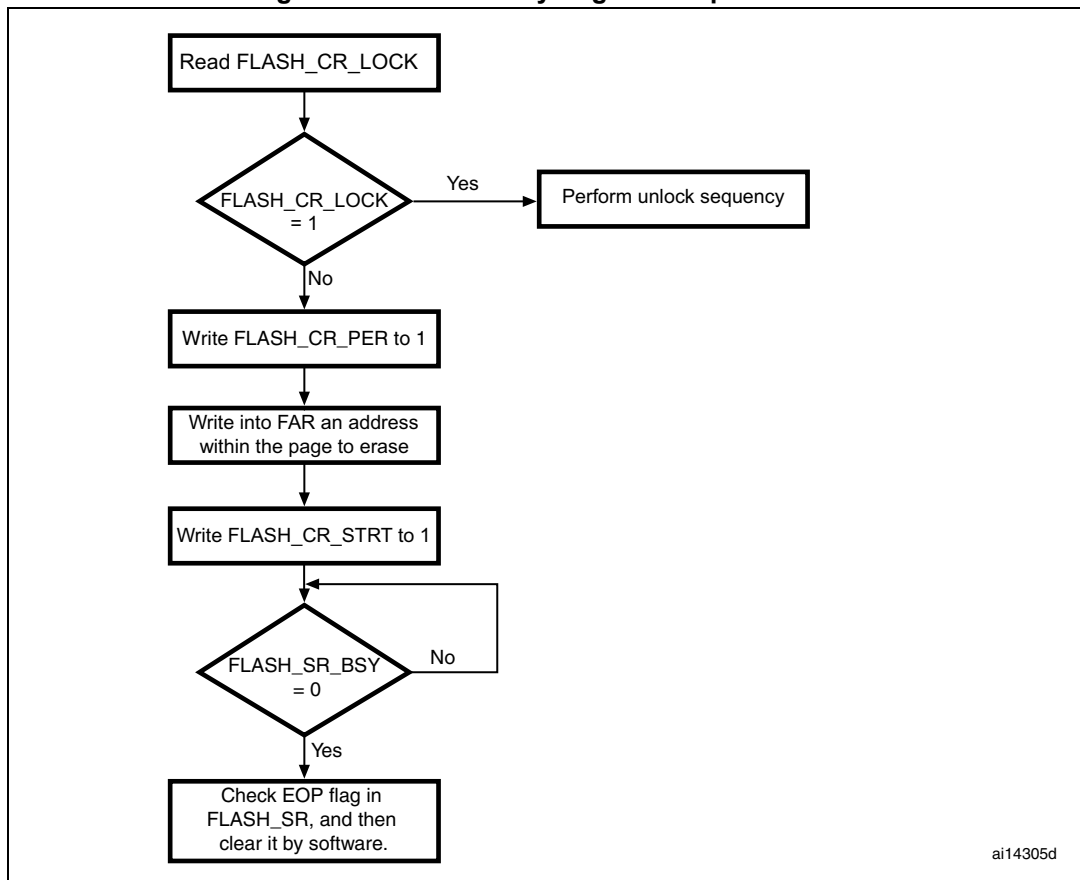 Read FLASH_CR_LOCK
FLASH_CR_LOCK
= 1
Yes
Perform unlock sequency
No
Write FLASH_CR_PER to 1
Write into FAR an address
within the page to erase
Write FLASH_CR_STRT to 1
FLASH_SR_BSY
= 0
No
Yes
Check EOP flag in
FLASH_SR, and then
clear it by software.
ai14305d